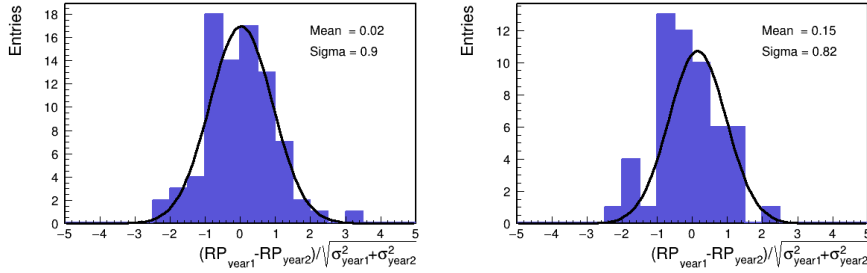 Entries
18
16
14
12
10
8
6
4
2
0
Mean = 0.02
Sigma = 0.9
−5 −4 −3 −2 −1 0 1 2 3 4 5
(RP_year1-RP_year2)/√σ²_year1+σ²_year2
Entries
12
10
8
6
4
2
0
Mean = 0.15
Sigma = 0.82
−5 −4 −3 −2 −1 0 1 2 3 4 5
(RP_year1-RP_year2)/√σ²_year1+σ²_year2